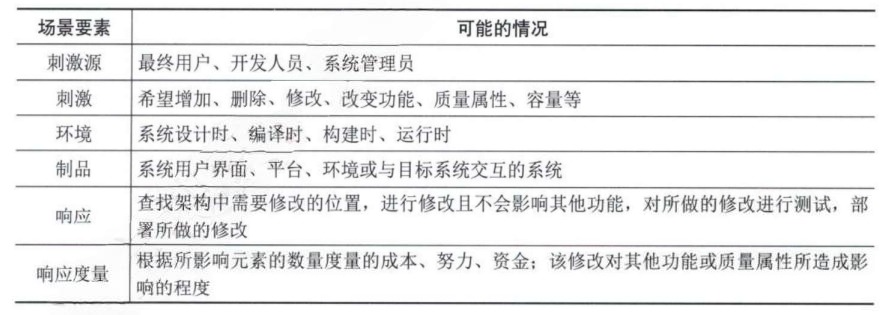 场景要素 可能的情况
刺激源 最终用户、开发人员、系统管理员
刺激 希望增加、删除、修改、改变功能、质量属性、容量等
环境 系统设计时、编译时、构建时、运行时
制品 系统用户界面、平台、环境或与目标系统交互的系统
响应 查找架构中需要修改的位置，进行修改且不会影响其他功能，对所做的修改进行测试，部
署所做的修改
响应度量 根据所影响元素的数量度量的成本、努力、资金；该修改对其他功能或质量属性所造成影
响的程度